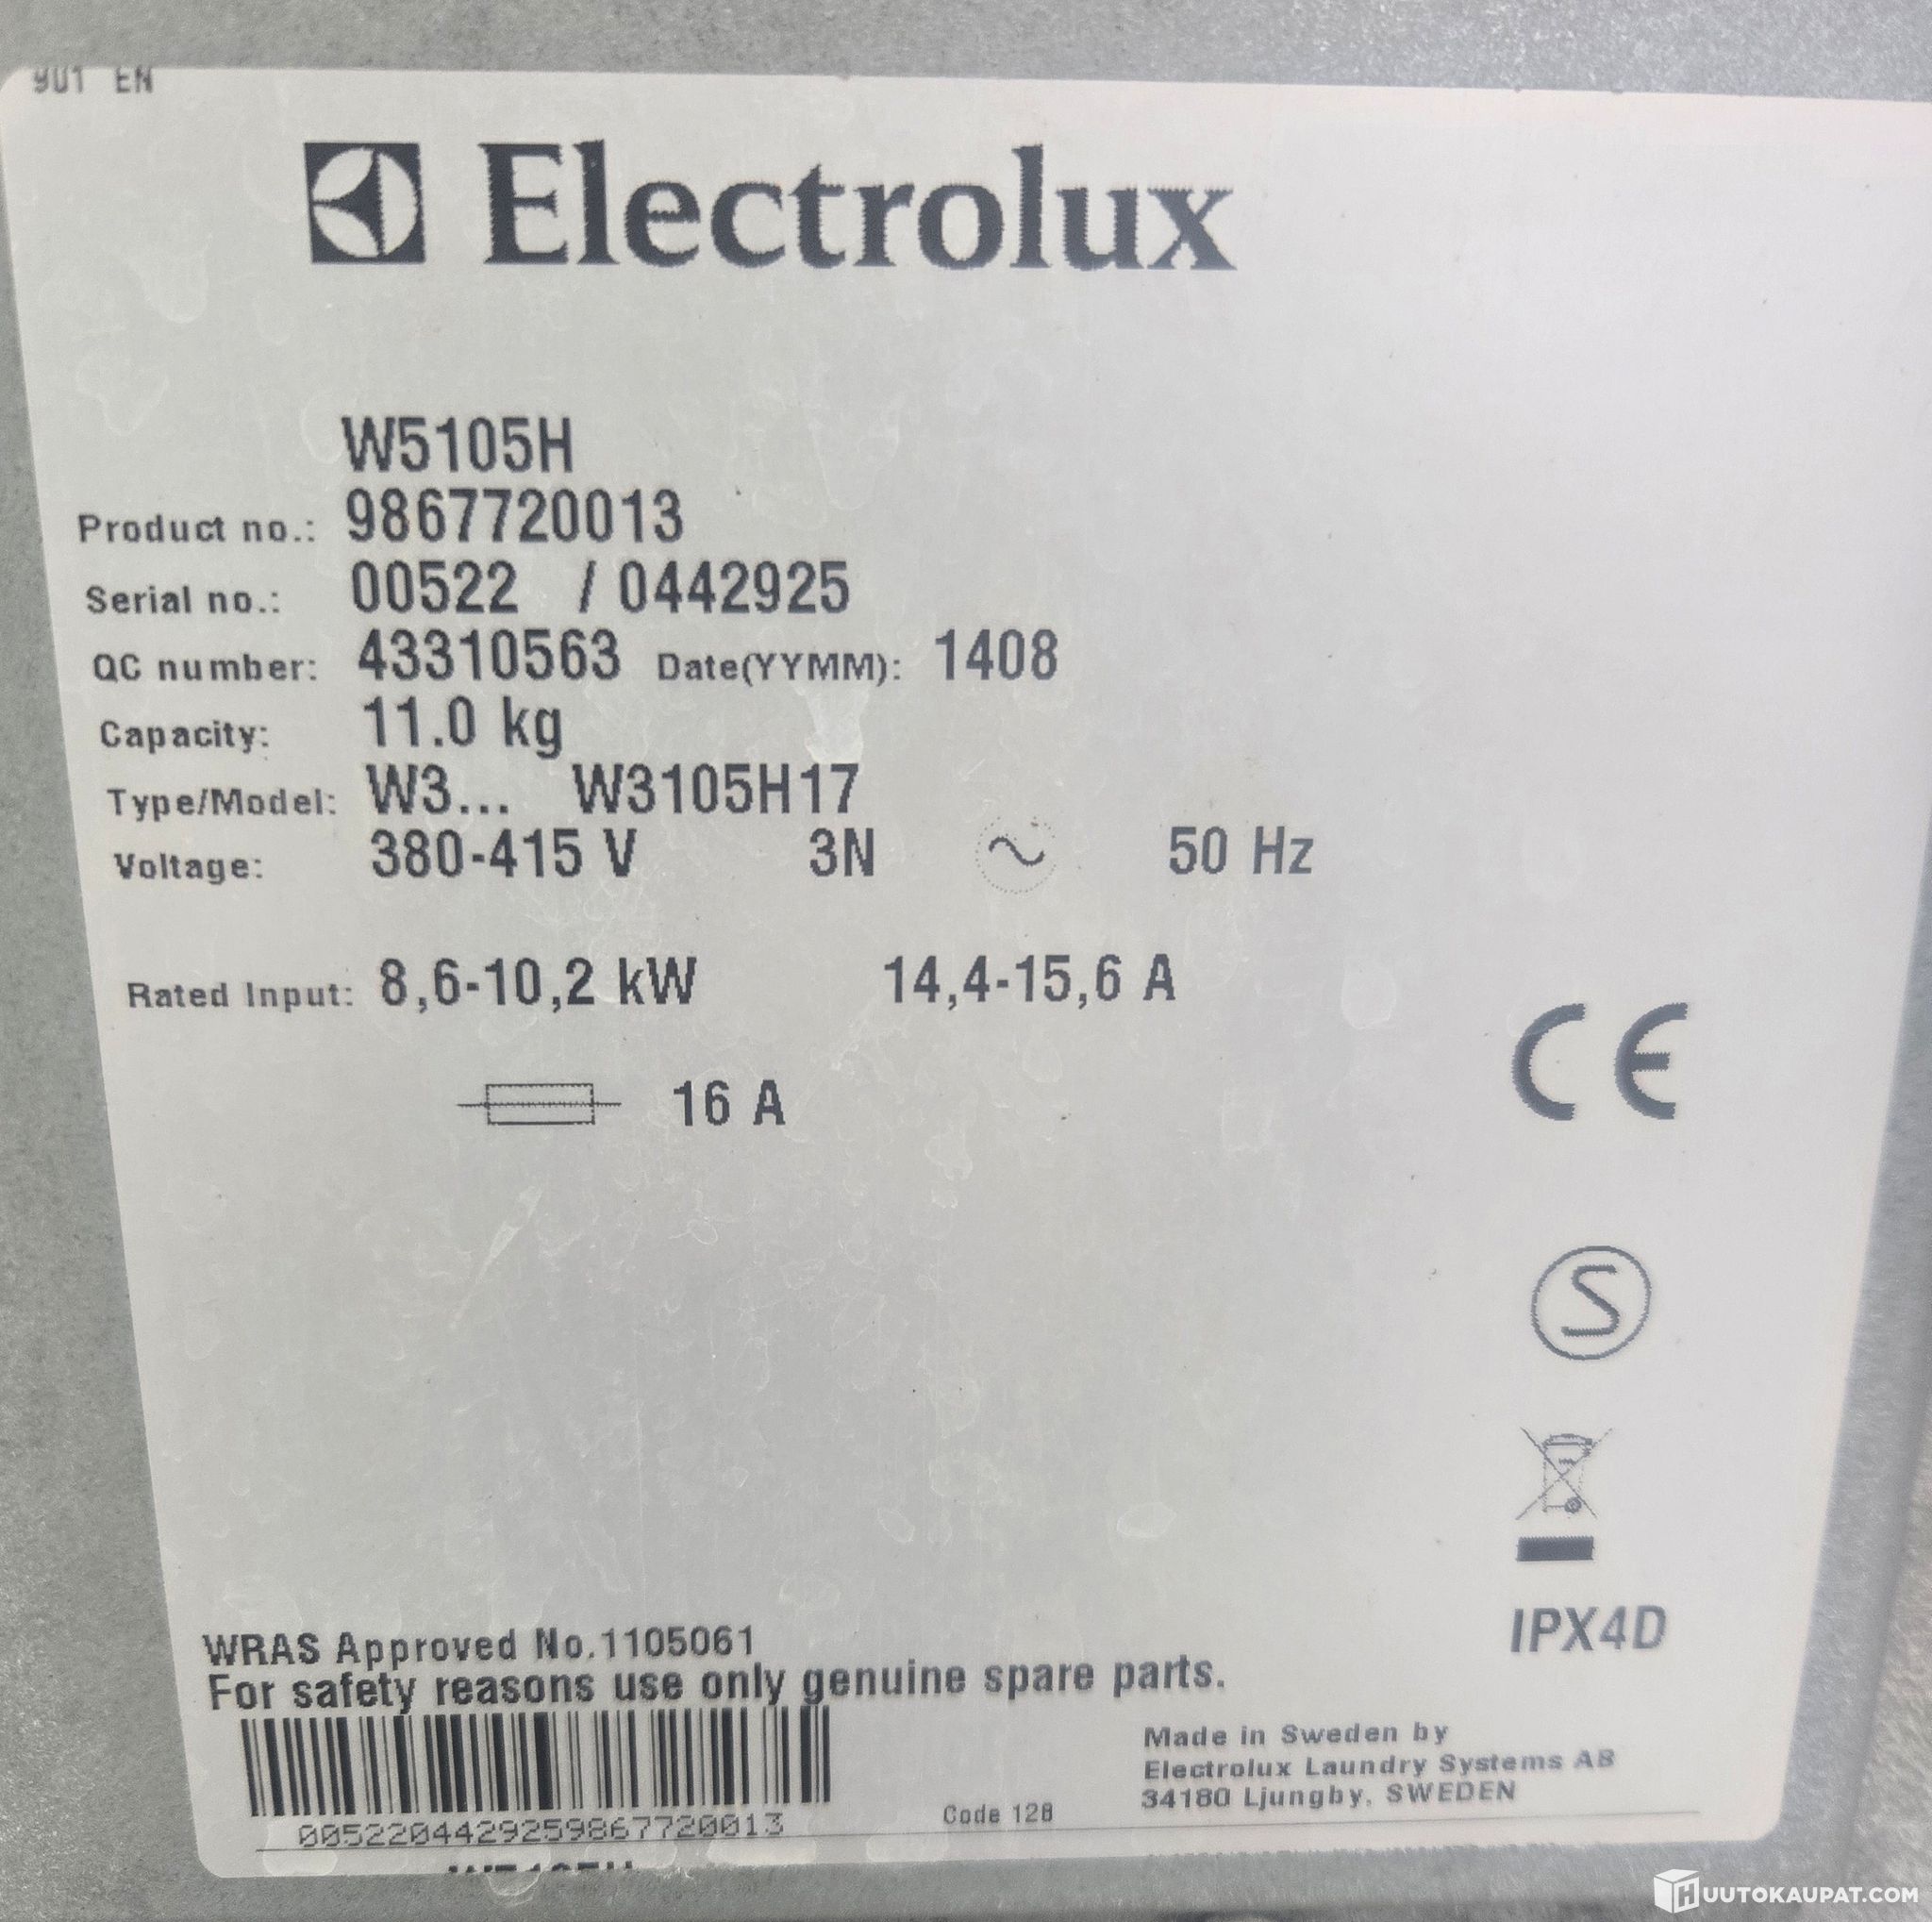 901 EN
Electrolux
W5105H
Product no.: 9867720013
Serial no.: 00522 / 0442925
QC number: 43310563 Date(YYMM): 1408
Capacity: 11.0 kg
Type/Model: W3... W3105H17
Voltage: 380-415 V 3N ~ 50 Hz
Rated Input: 8,6-10,2 kW 14,4-15,6 A
16 A
CE
S
IPX4D
WRAS Approved No.1105061
For safety reasons use only genuine spare parts.
Made in Sweden by
Electrolux Laundry Systems AB
34180 Ljungby, SWEDEN
Code 128
0052204429259867720013
HUUTOKAUPAT.COM